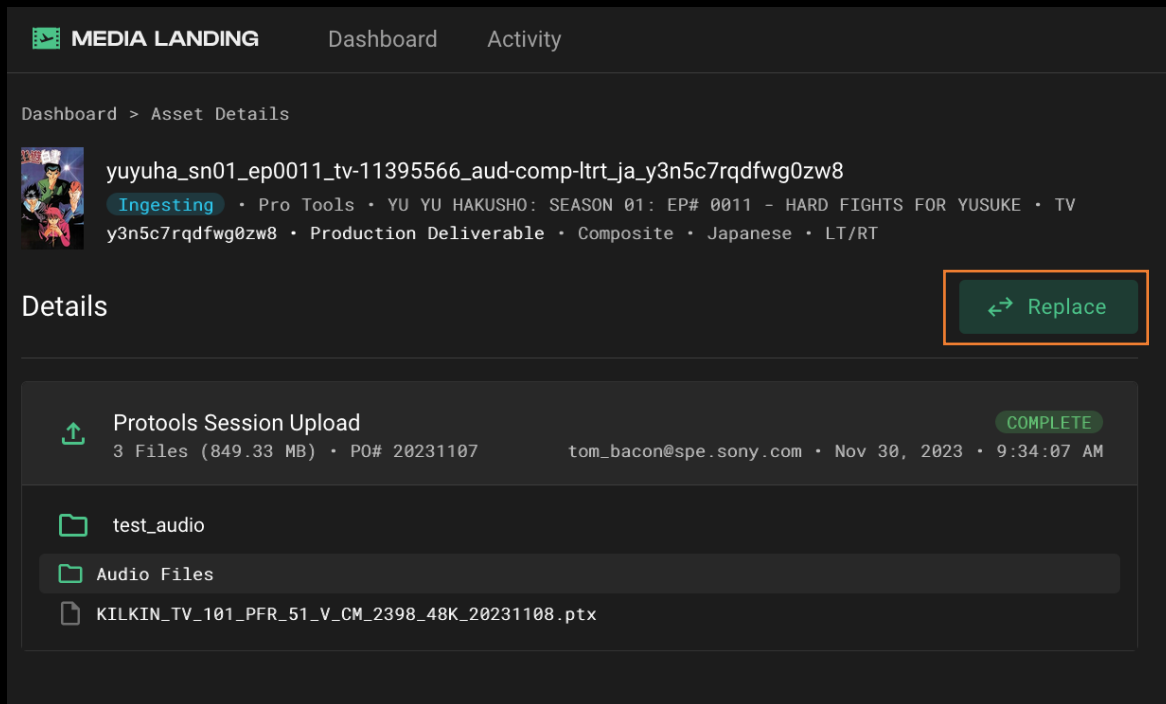 MEDIA LANDING Dashboard Activity
Dashboard > Asset Details
yuyuha_sn01_ep0011_tv-11395566_aud-comp-ltrt_ja_y3n5c7rqdfwg0zw8
Ingesting • Pro Tools • YU YU HAKUSHO: SEASON 01: EP# 0011 - HARD FIGHTS FOR YUSUKE • TV
y3n5c7rqdfwg0zw8 • Production Deliverable • Composite • Japanese • LT/RT
Details
Replace
Protools Session Upload COMPLETE
3 Files (849.33 MB) • PO# 20231107 tom_bacon@spe.sony.com • Nov 30, 2023 • 9:34:07 AM
test_audio
Audio Files
KILKIN_TV_101_PFR_51_V_CM_2398_48K_20231108.ptx